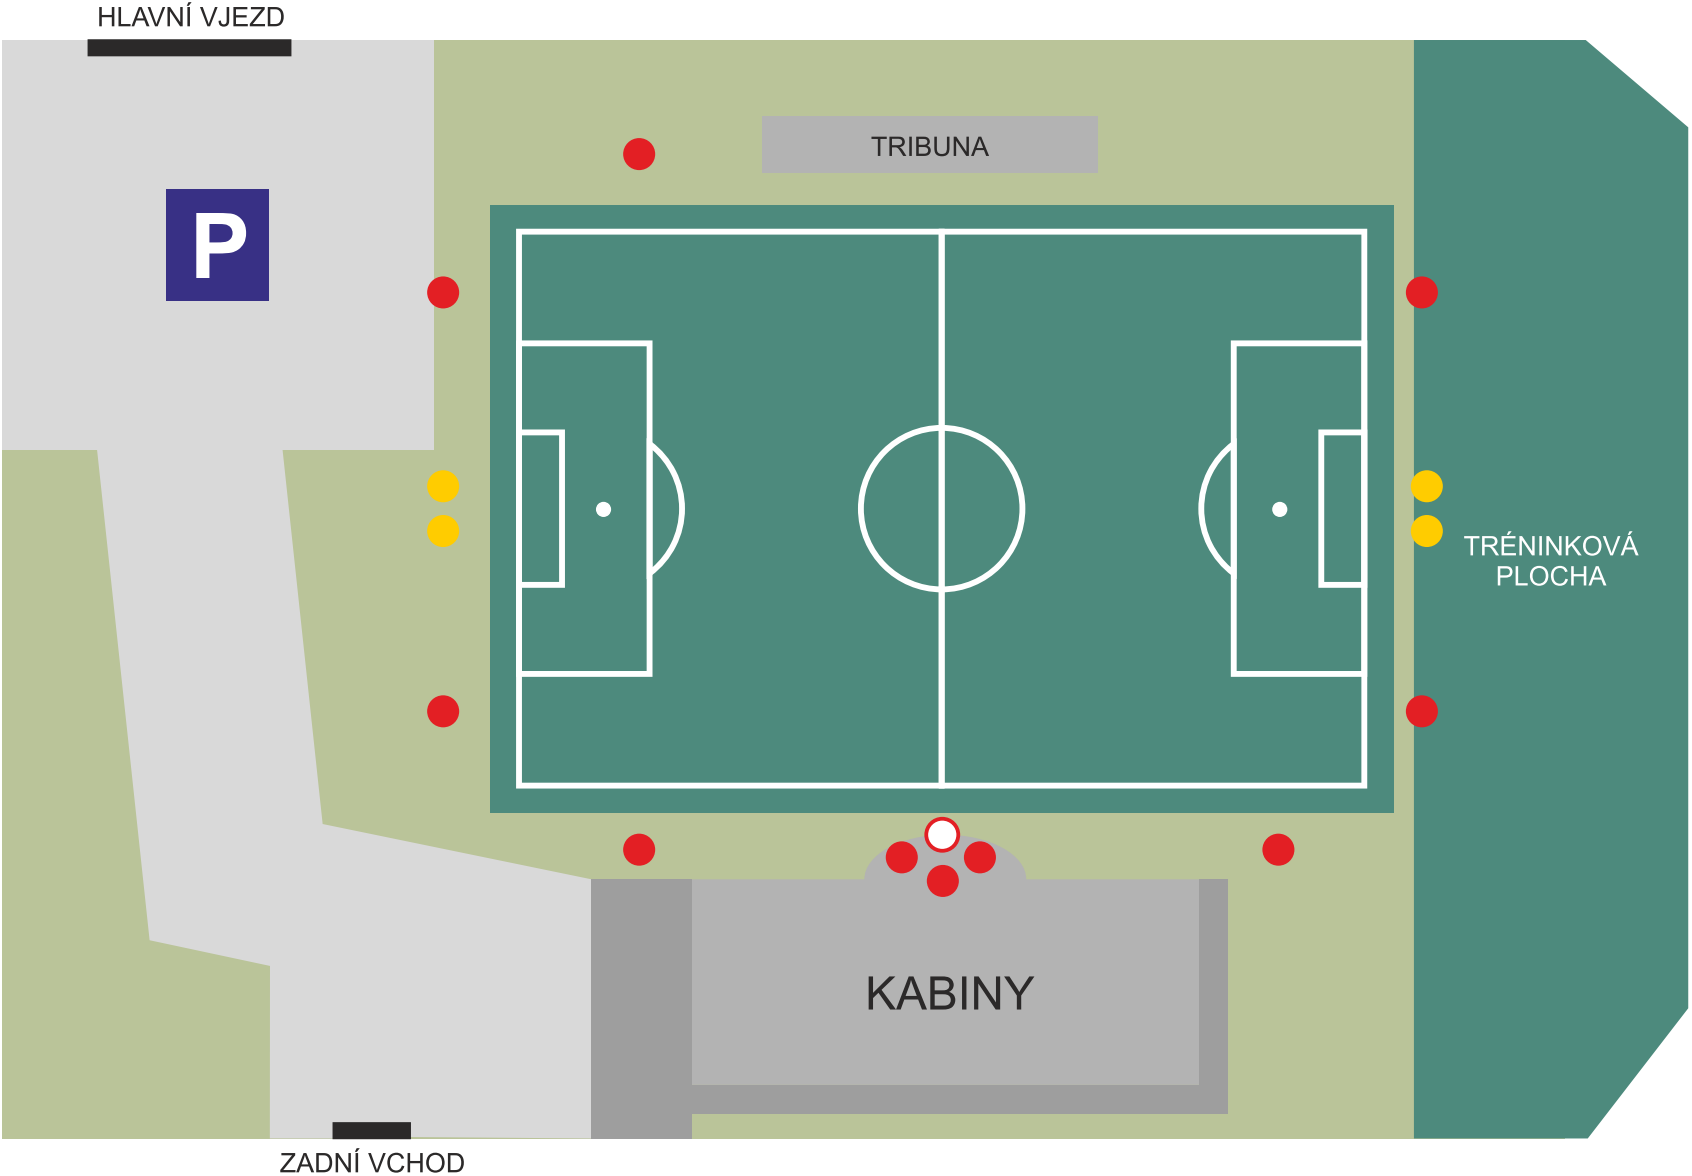 HLAVNÍ VJEZD
TRIBUNA
P
TRÉNINKOVÁ
PLOCHA
KABINY
ZADNÍ VCHOD